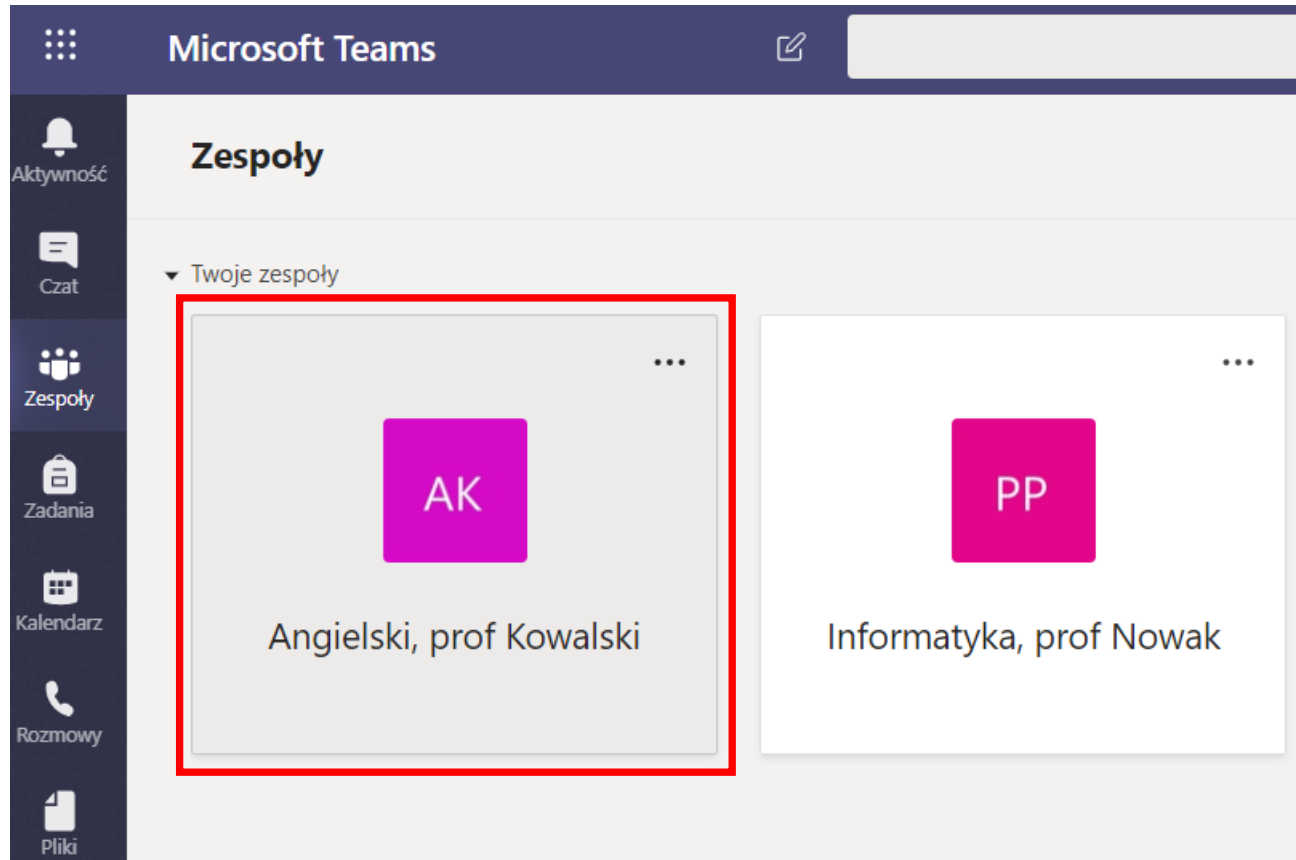 Microsoft Teams
Aktywność
Zespoły
Czat
Twoje zespoły
Zespoły
Zadania
Kalendarz
Rozmowy
Pliki
...
AK
Angielski, prof Kowalski
...
PP
Informatyka, prof Nowak